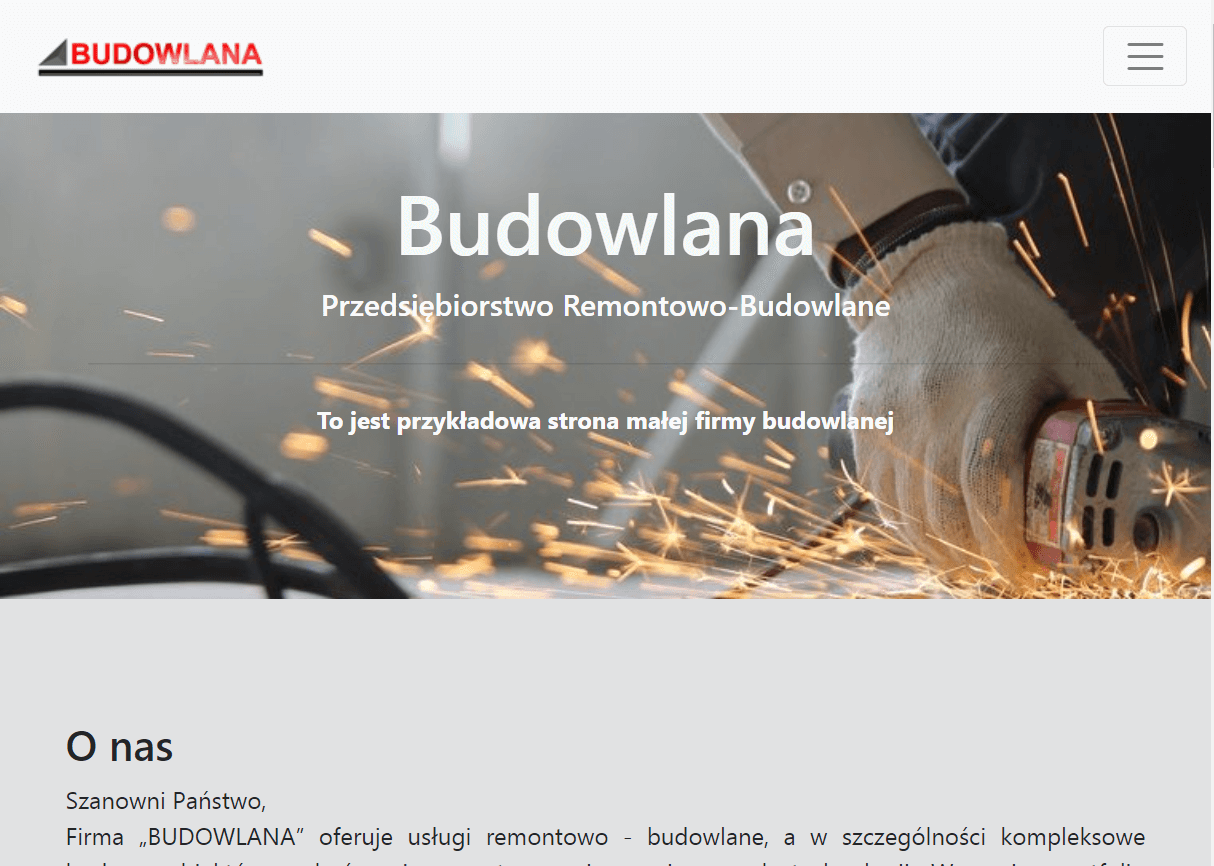 BUDOWLANA
Budowlana
Przedsiębiorstwo Remontowo-Budowlane
To jest przykładowa strona małej firmy budowlanej
O nas
Szanowni Państwo,
Firma „BUDOWLANA” oferuje usługi remontowo - budowlane, a w szczególności kompleksowe